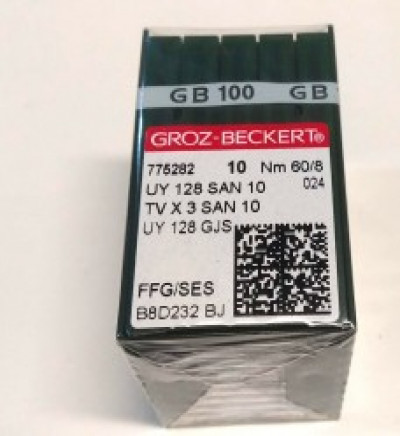 GB 100 GB
GROZ-BECKERT®
775282 10 Nm 60/8
UY 128 SAN 10 024
TV X 3 SAN 10
UY 128 GJS
FFG/SES
B8D232 BJ